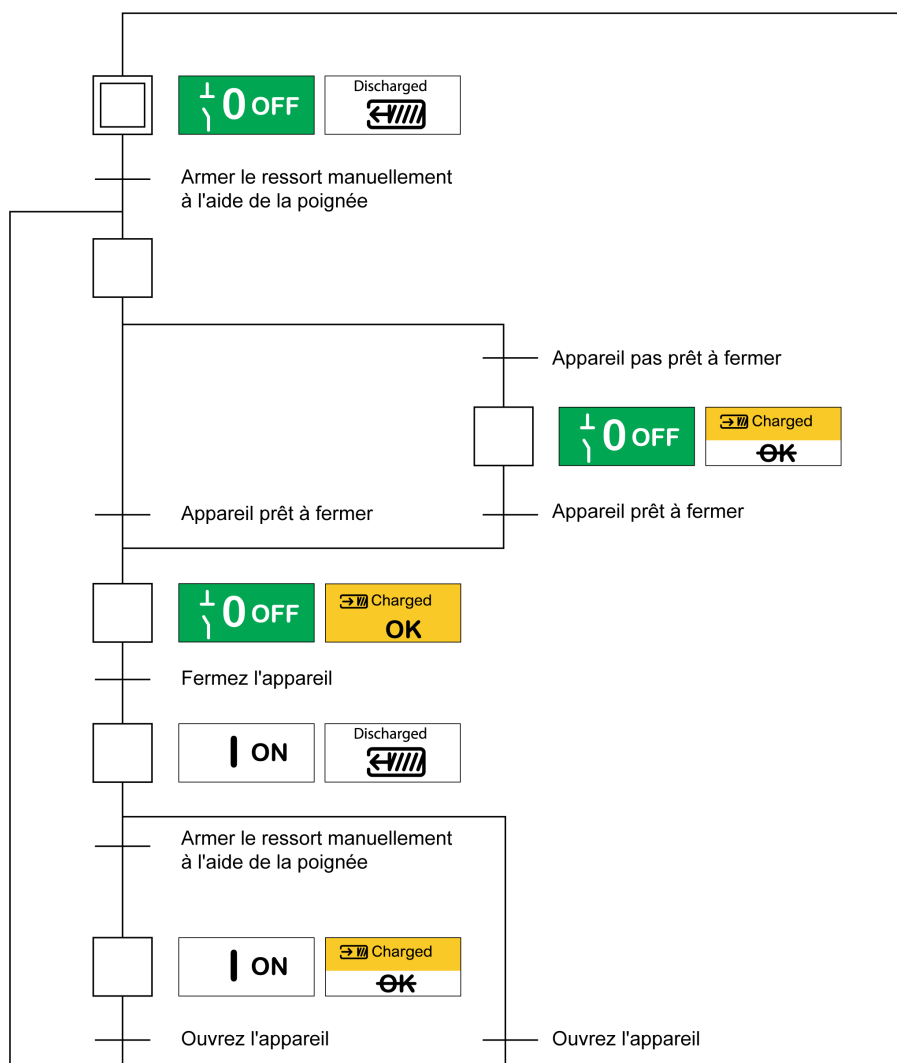 0 OFF
Discharged
Armer le ressort manuellement
à l'aide de la poignée
Appareil pas prêt à fermer
0 OFF
Charged
OK
Appareil prêt à fermer
Appareil prêt à fermer
0 OFF
Charged
OK
Fermez l'appareil
I ON
Discharged
Armer le ressort manuellement
à l'aide de la poignée
I ON
Charged
OK
Ouvrez l'appareil
Ouvrez l'appareil